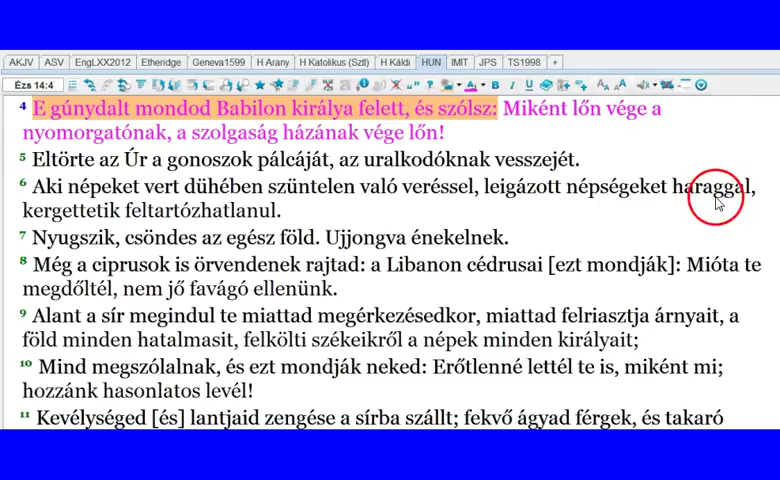 AKJV ASV EngLXX2012 Etheridge Geneva1599 H Arany H Katolikus (SztI) H Káldi HUN IMIT JPS TS1998 +
Ézs 14:4
4 E gúnydalt mondod Babilon királya felett, és szólsz: Miként lőn vége a
nyomorgatónak, a szolgaság házának vége lőn!
5 Eltörte az Úr a gonoszok pálcáját, az uralkodóknak vesszejét.
6 Aki népeket vert dühében szüntelen való veréssel, leigázott népségeket haraggal,
kergettetik feltartózhatlanul.
7 Nyugszik, csöndes az egész föld. Ujjongva énekelnek.
8 Még a ciprusok is örvendenek rajtad: a Libanon cédrusai [ezt mondják]: Mióta te
megdőltél, nem jő favágó ellenünk.
9 Alant a sír megindul te miattad megérkezésedkor, miattad felriasztja árnyait, a
föld minden hatalmasit, felkölti székeikről a népek minden királyait;
10 Mind megszólalnak, és ezt mondják neked: Erőtlenné lettél te is, miként mi;
hozzánk hasonlatos levél!
11 Kevélységed [és] lantjaid zengése a sírba szállt; fekvő ágyad férgek, és takaró